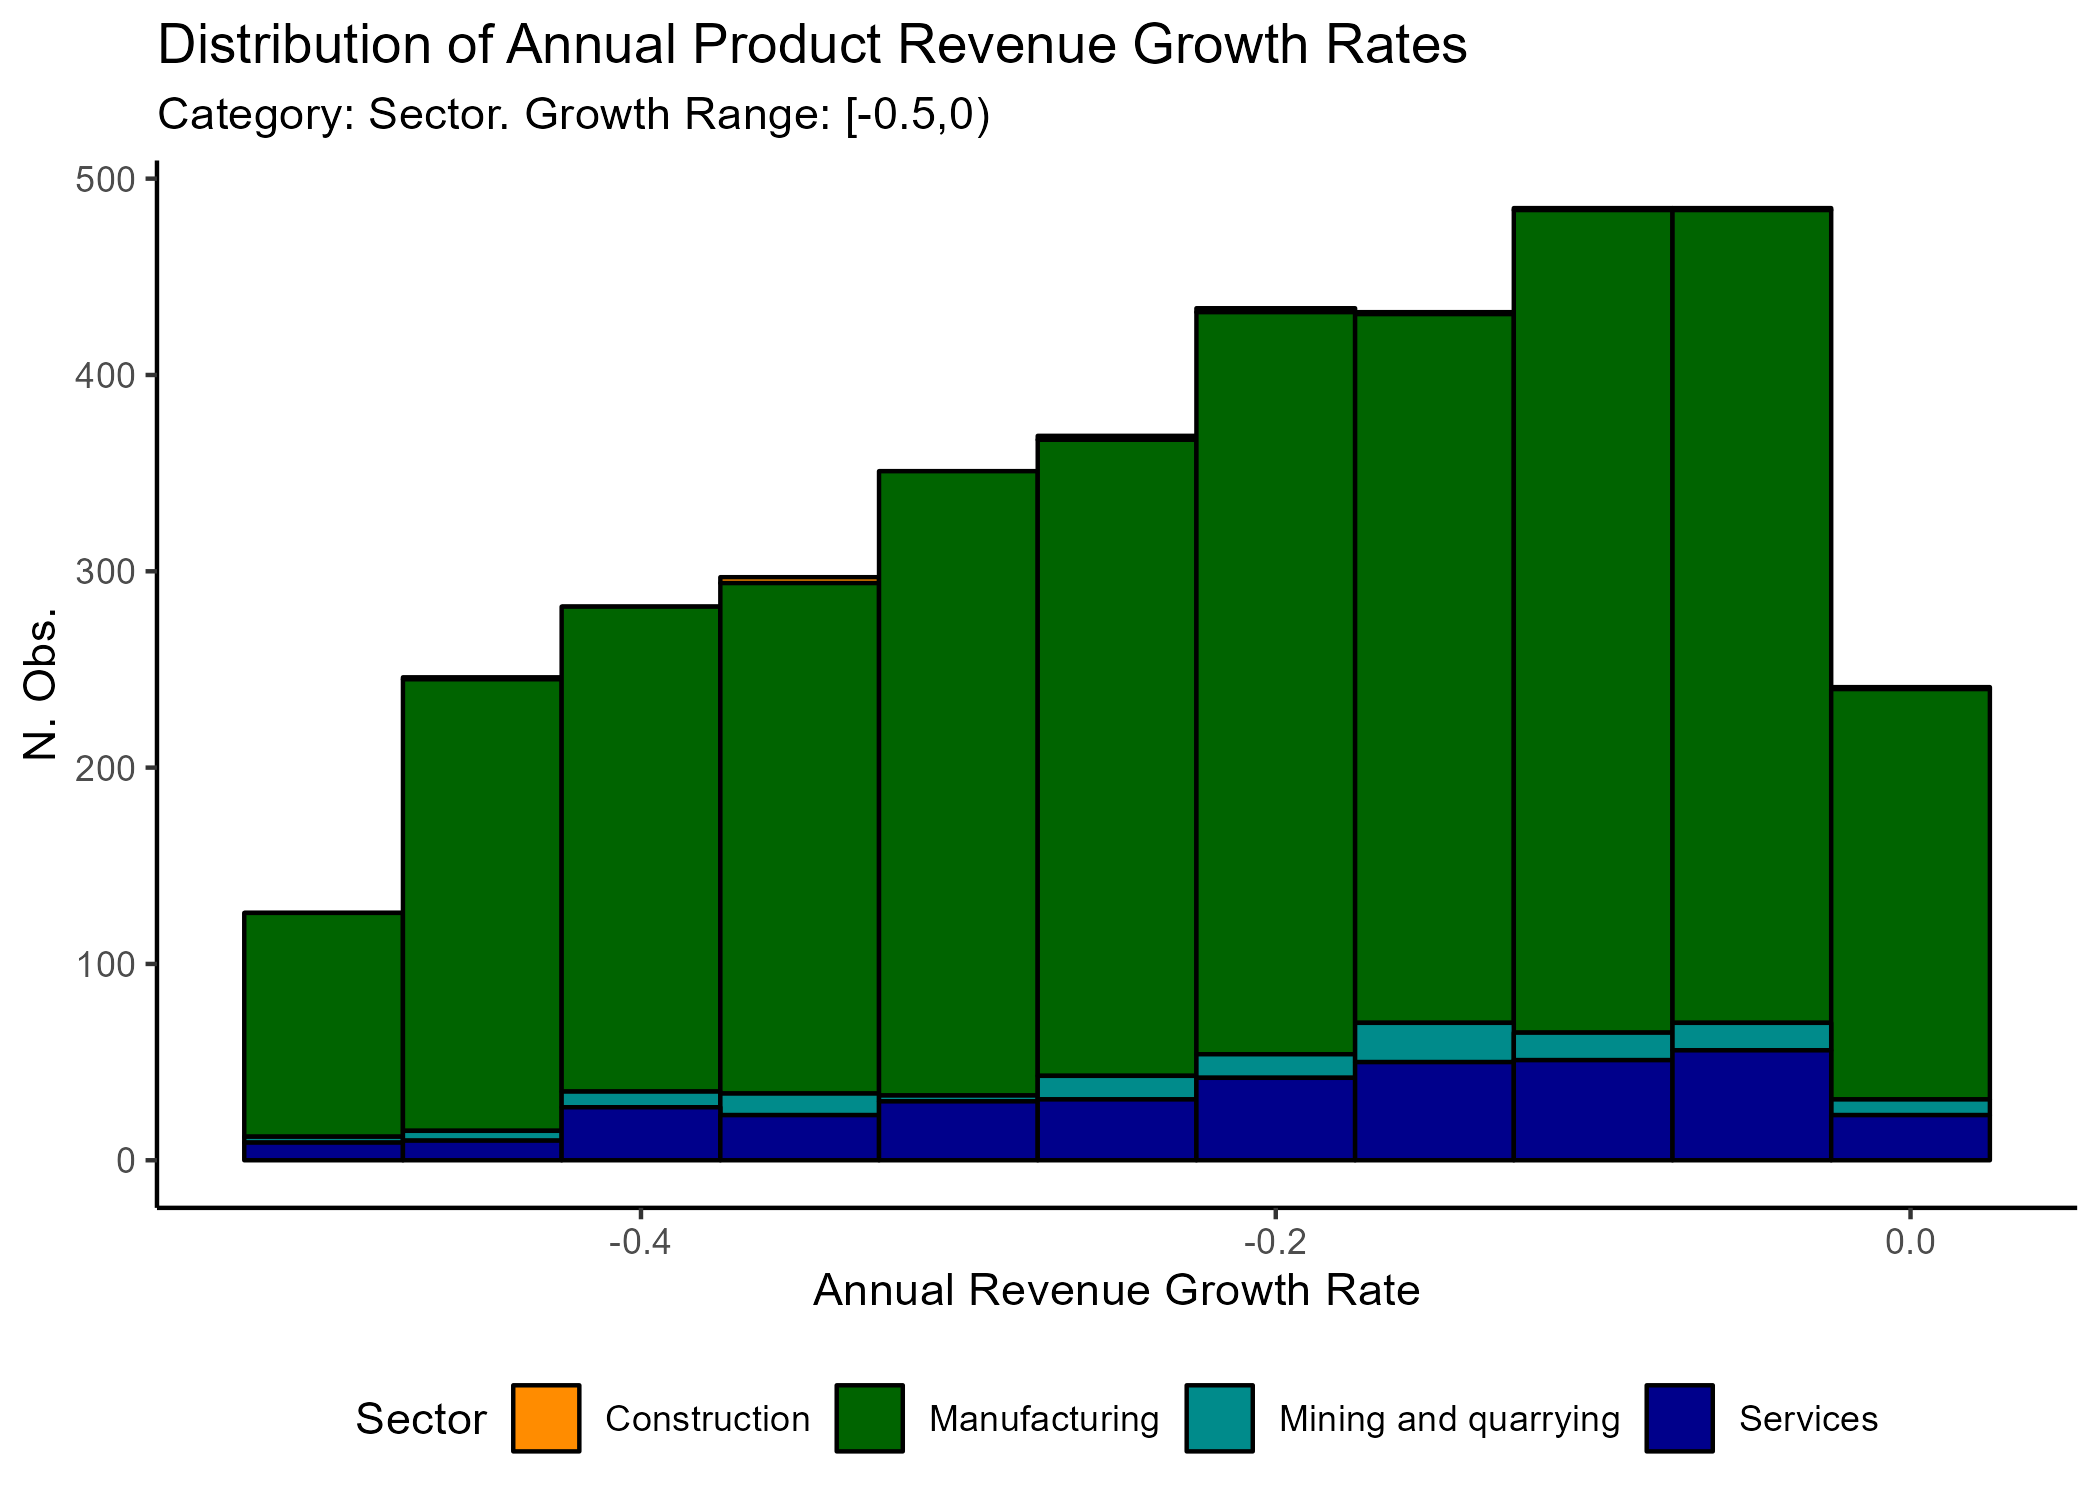 Distribution of Annual Product Revenue Growth Rates
Category: Sector. Growth Range: [-0.5,0)
500
400
300
200
100
0
N. Obs.
-0.4 -0.2 0.0
Annual Revenue Growth Rate
Sector Construction Manufacturing Mining and quarrying Services